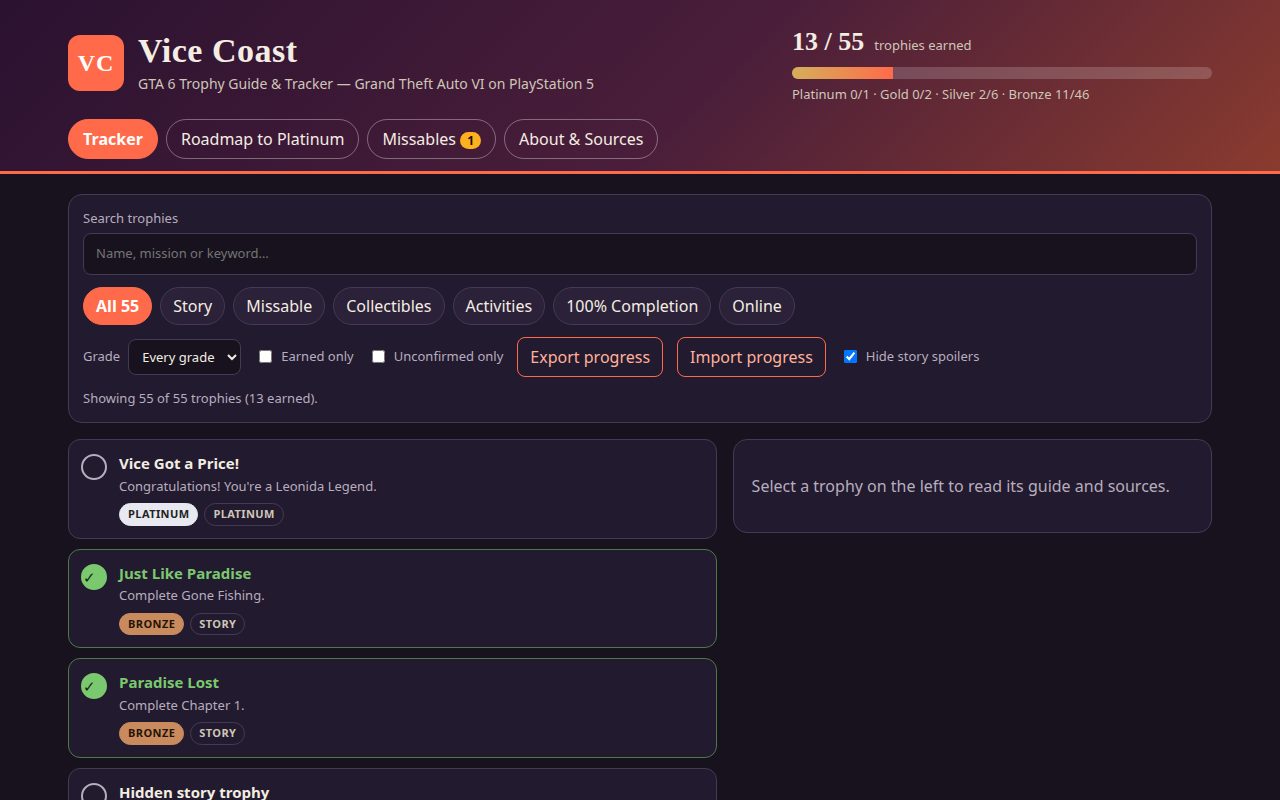 VC
Vice Coast
GTA 6 Trophy Guide & Tracker — Grand Theft Auto VI on PlayStation 5
13 / 55 trophies earned
Platinum 0/1 · Gold 0/2 · Silver 2/6 · Bronze 11/46
Tracker
Roadmap to Platinum
Missables 1
About & Sources
Search trophies
Name, mission or keyword...
All 55
Story
Missable
Collectibles
Activities
100% Completion
Online
Grade
Every grade
Earned only
Unconfirmed only
Export progress
Import progress
Hide story spoilers
Showing 55 of 55 trophies (13 earned).
Vice Got a Price!
Congratulations! You're a Leonida Legend.
PLATINUM PLATINUM
Select a trophy on the left to read its guide and sources.
Just Like Paradise
Complete Gone Fishing.
BRONZE STORY
Paradise Lost
Complete Chapter 1.
BRONZE STORY
Hidden story trophy